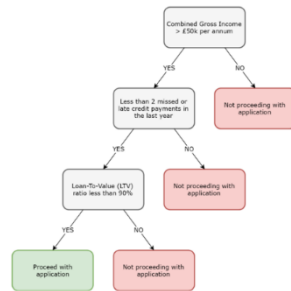 Combined Gross Income
> £50k per annum
YES
NO
Less than 2 missed or
late credit payments in
the last year
Not proceeding with
application
YES
NO
Loan-To-Value (LTV)
ratio less than 90%
Not proceeding with
application
YES
NO
Proceed with
application
Not proceeding with
application